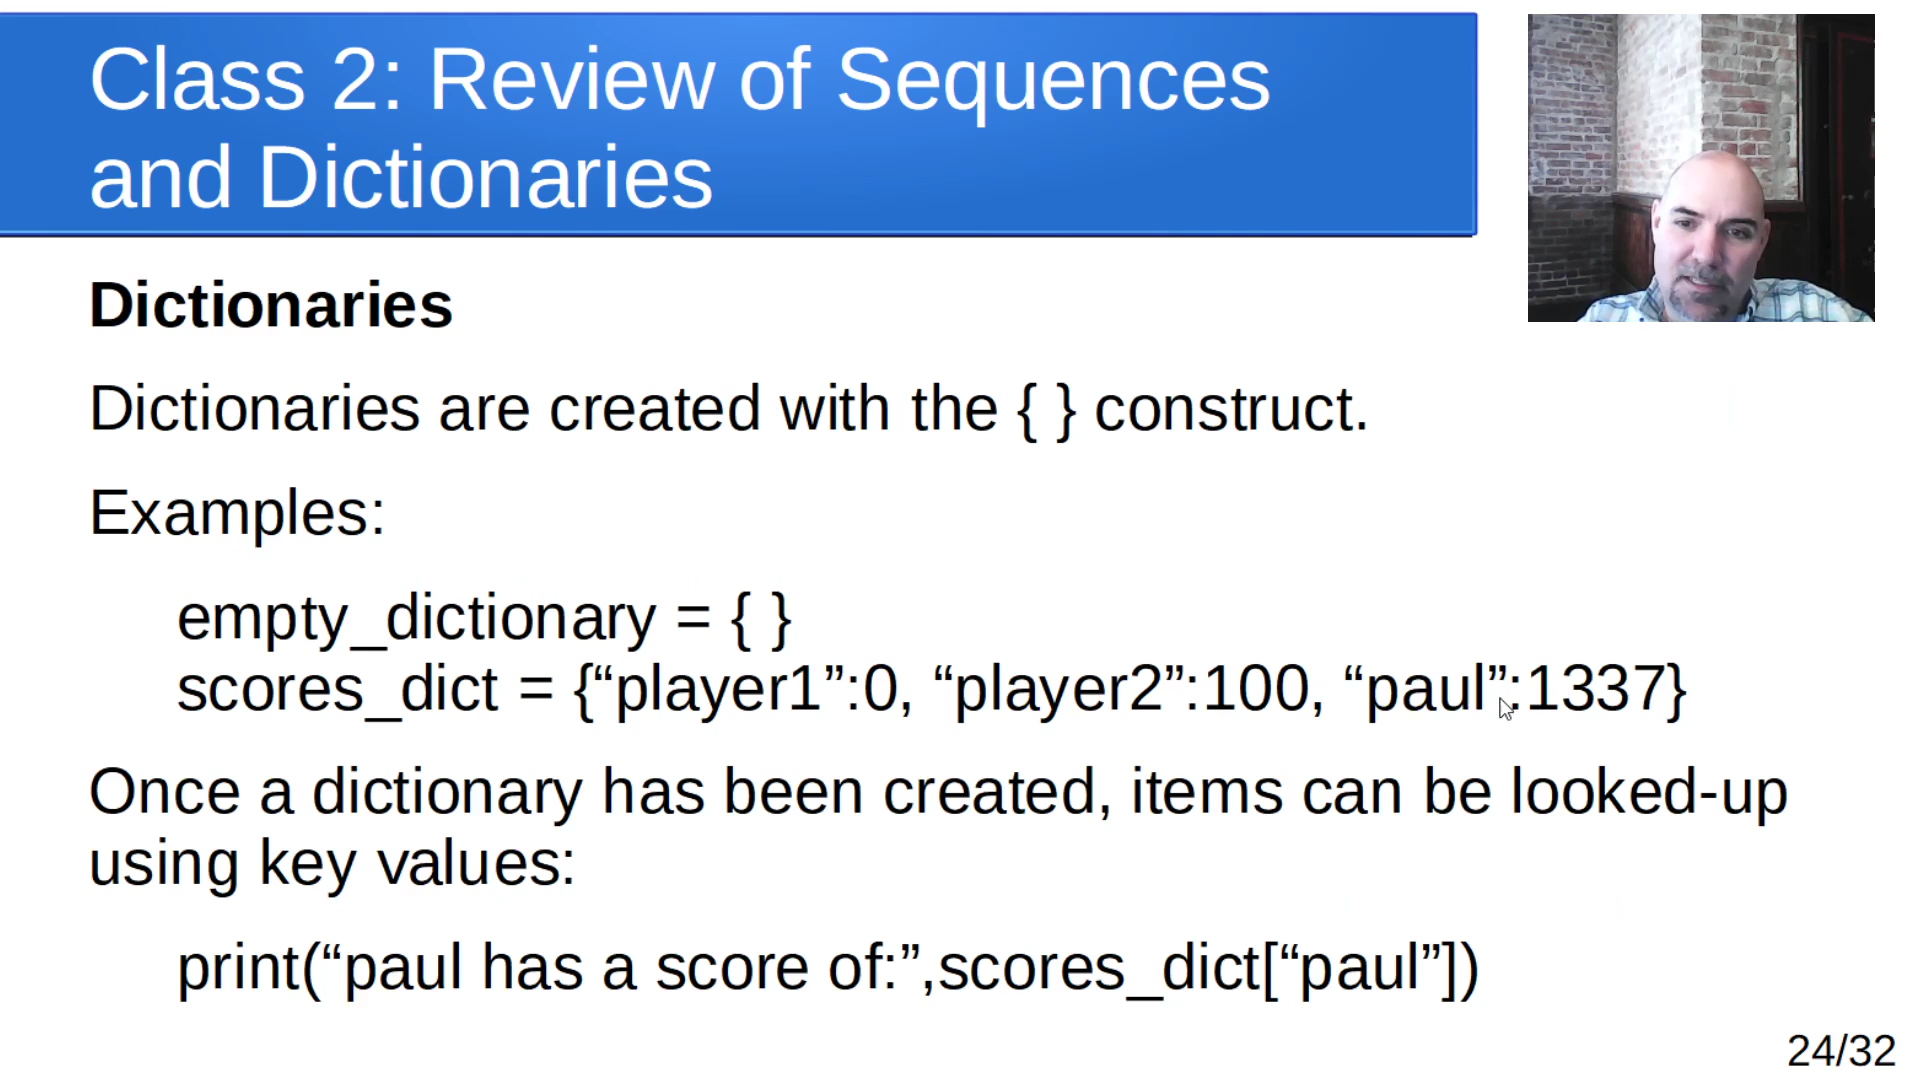 Class 2: Review of Sequences
and Dictionaries
Dictionaries
Dictionaries are created with the { } construct.
Examples:
empty_dictionary = { }
scores_dict = {“player1”:0, “player2”:100, “paul”:1337}
Once a dictionary has been created, items can be looked-up
using key values:
print(“paul has a score of:”,scores_dict[“paul”])
24/32